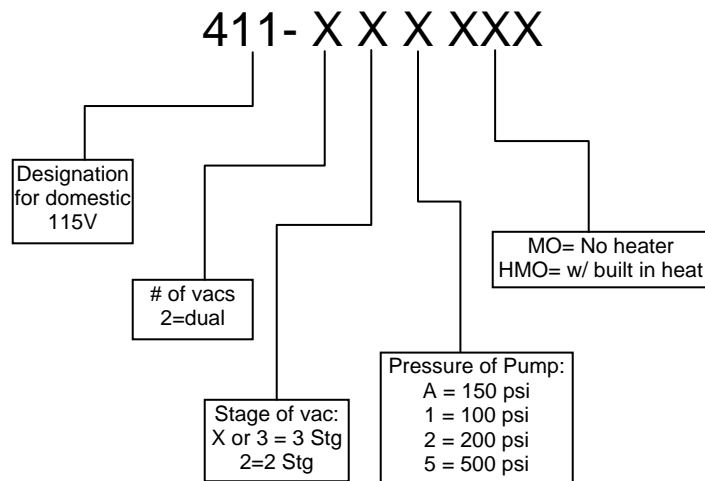 411- X X X XXX
Designation
for domestic
115V
# of vacs
2=dual
Stage of vac:
X or 3 = 3 Stg
2=2 Stg
Pressure of Pump:
A = 150 psi
1 = 100 psi
2 = 200 psi
5 = 500 psi
MO= No heater
HMO= w/ built in heat